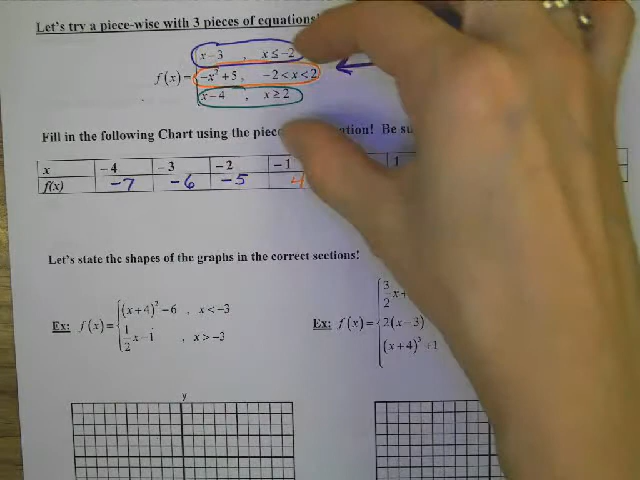 Let's try a piece-wise with 3 pieces of equations!
x – 3 , x ≤ –2
f(x) = –x² + 5 , –2 < x < 2
x – 4 , x ≥ 2
Fill in the following Chart using the piece Be su
x –4 –3 –2 –1 1
f(x) –7 –6 –5 4
Let's state the shapes of the graphs in the correct sections!
Ex: f(x) = { (x + 4)² – 6 , x < –3
1/2 x – 1 , x > –3
Ex: f(x) = { 3/2 x +
2(x – 3)
(x + 4)³ + 1
y